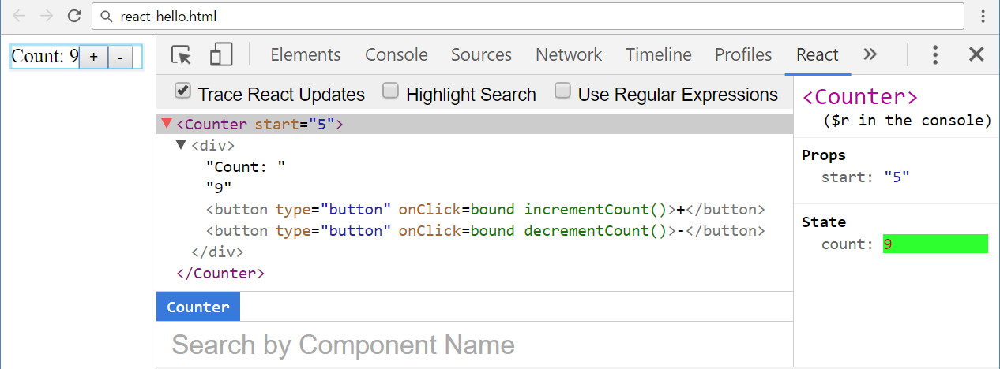 react-hello.html
Count: 9 + -
Elements Console Sources Network Timeline Profiles React
Trace React Updates Highlight Search Use Regular Expressions
<Counter start="5">
<div>
"Count: "
"9"
<button type="button" onClick=bound incrementCount()>+</button>
<button type="button" onClick=bound decrementCount()>-</button>
</div>
</Counter>
Counter
Search by Component Name
<Counter>
($r in the console)
Props
start: "5"
State
count: 9